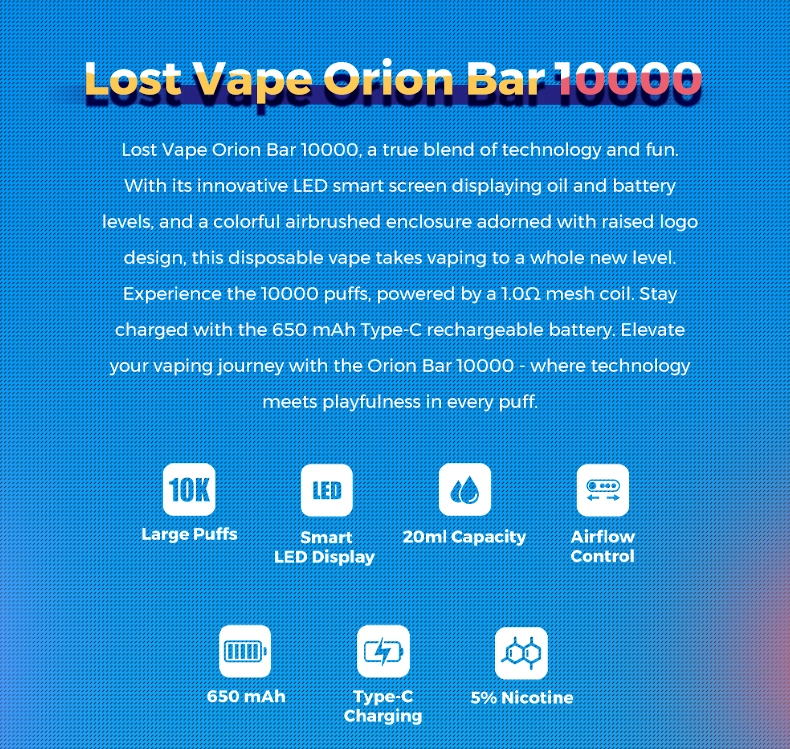 Lost Vape Orion Bar 10000
Lost Vape Orion Bar 10000, a true blend of technology and fun.
With its innovative LED smart screen displaying oil and battery
levels, and a colorful airbrushed enclosure adorned with raised logo
design, this disposable vape takes vaping to a whole new level.
Experience the 10000 puffs, powered by a 1.0Ω mesh coil. Stay
charged with the 650 mAh Type-C rechargeable battery. Elevate
your vaping journey with the Orion Bar 10000 - where technology
meets playfulness in every puff.
10K
Large Puffs
LED
Smart
LED Display
20ml Capacity
Airflow
Control
650 mAh
Type-C
Charging
5% Nicotine